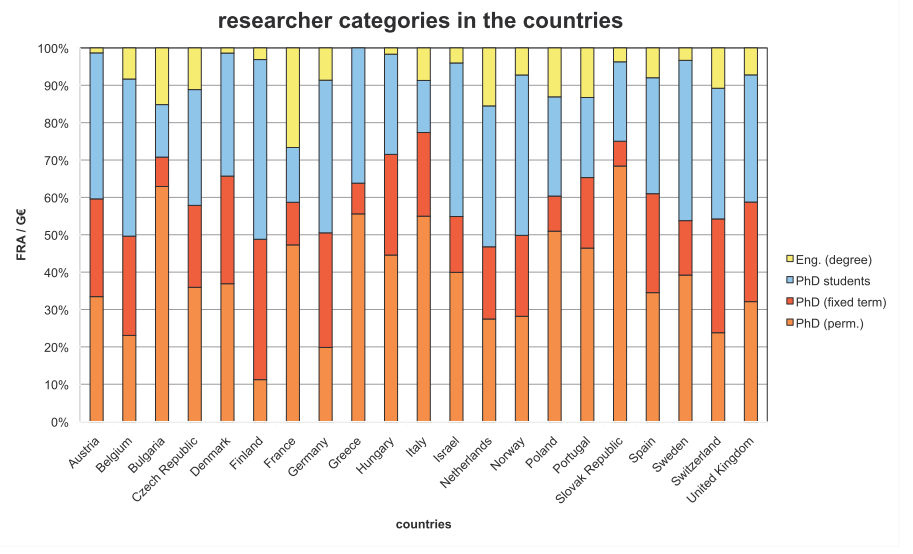 researcher categories in the countries
100%
90%
80%
70%
60%
50%
40%
30%
20%
10%
0%
FRA / G€
Eng. (degree)
PhD students
PhD (fixed term)
PhD (perm.)
Austria
Belgium
Bulgaria
Czech Republic
Denmark
Finland
France
Germany
Greece
Hungary
Italy
Israel
Netherlands
Norway
Poland
Portugal
Slovak Republic
Spain
Sweden
Switzerland
United Kingdom
countries